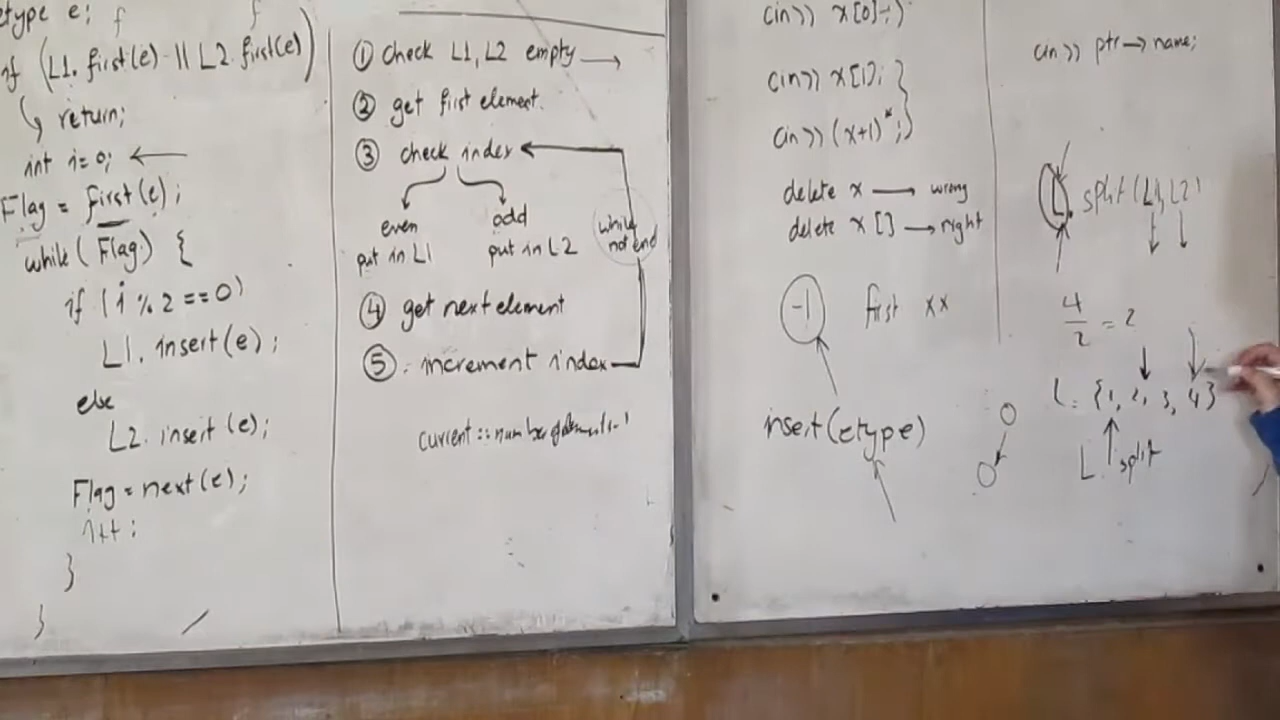 etype e;
if (L1.first(e) || L2.first(e))
return;
int i=0;
Flag = first(e);
while(Flag) {
if (i % 2 == 0)
L1. insert(e);
else
L2. insert(e);
Flag = next(e);
i++;
}
}
① check L1, L2 empty
② get first element.
③ check index
even
put in L1
odd
put in L2
while
not end
④ get next element
⑤. increment index
cin>> x[0];
cin>> x[1];
cin>> (x+1)*;
delete x → wrong
delete x [] → right
-1 first xx
insert(etype)
cin>> ptr→name;
L. split(L1, L2)
4/2 = 2
L = {1, 2, 3, 4}
L. split